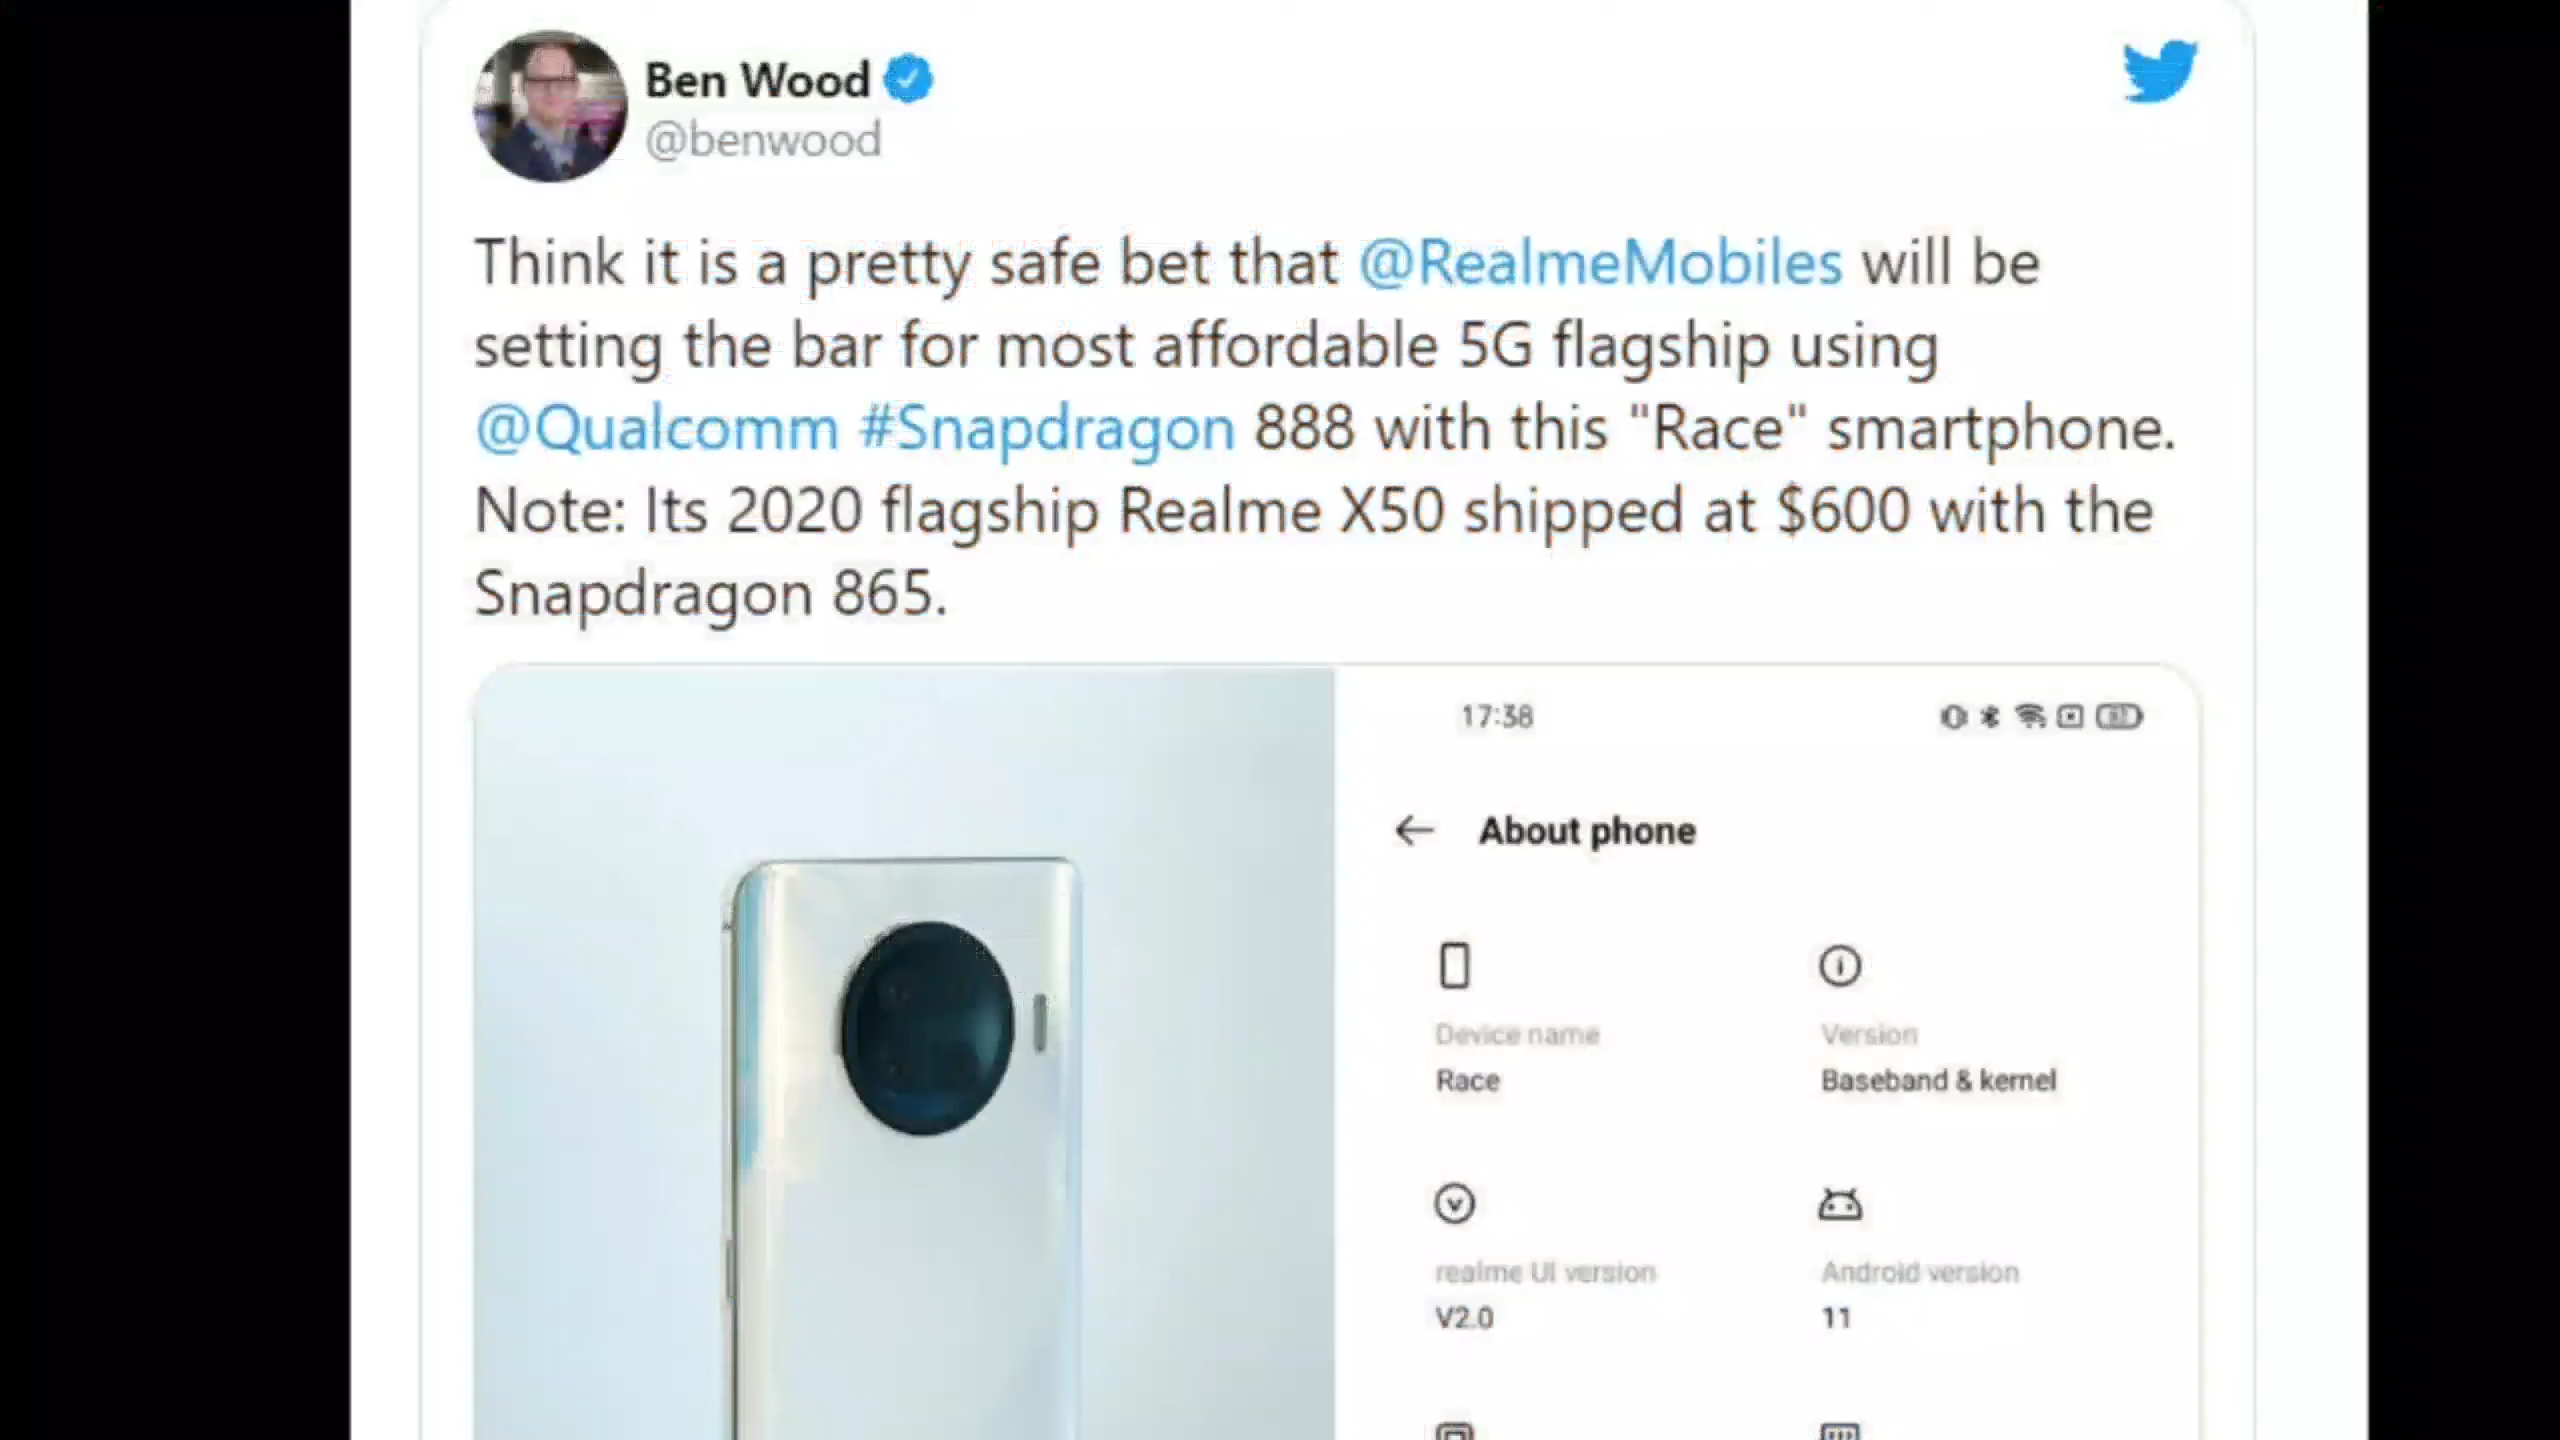 Ben Wood
@benwood
Think it is a pretty safe bet that @RealmeMobiles will be
setting the bar for most affordable 5G flagship using
@Qualcomm #Snapdragon 888 with this "Race" smartphone.
Note: Its 2020 flagship Realme X50 shipped at $600 with the
Snapdragon 865.
17:38
About phone
Device name
Race
Version
Baseband & kernel
realme UI version
V2.0
Android version
11